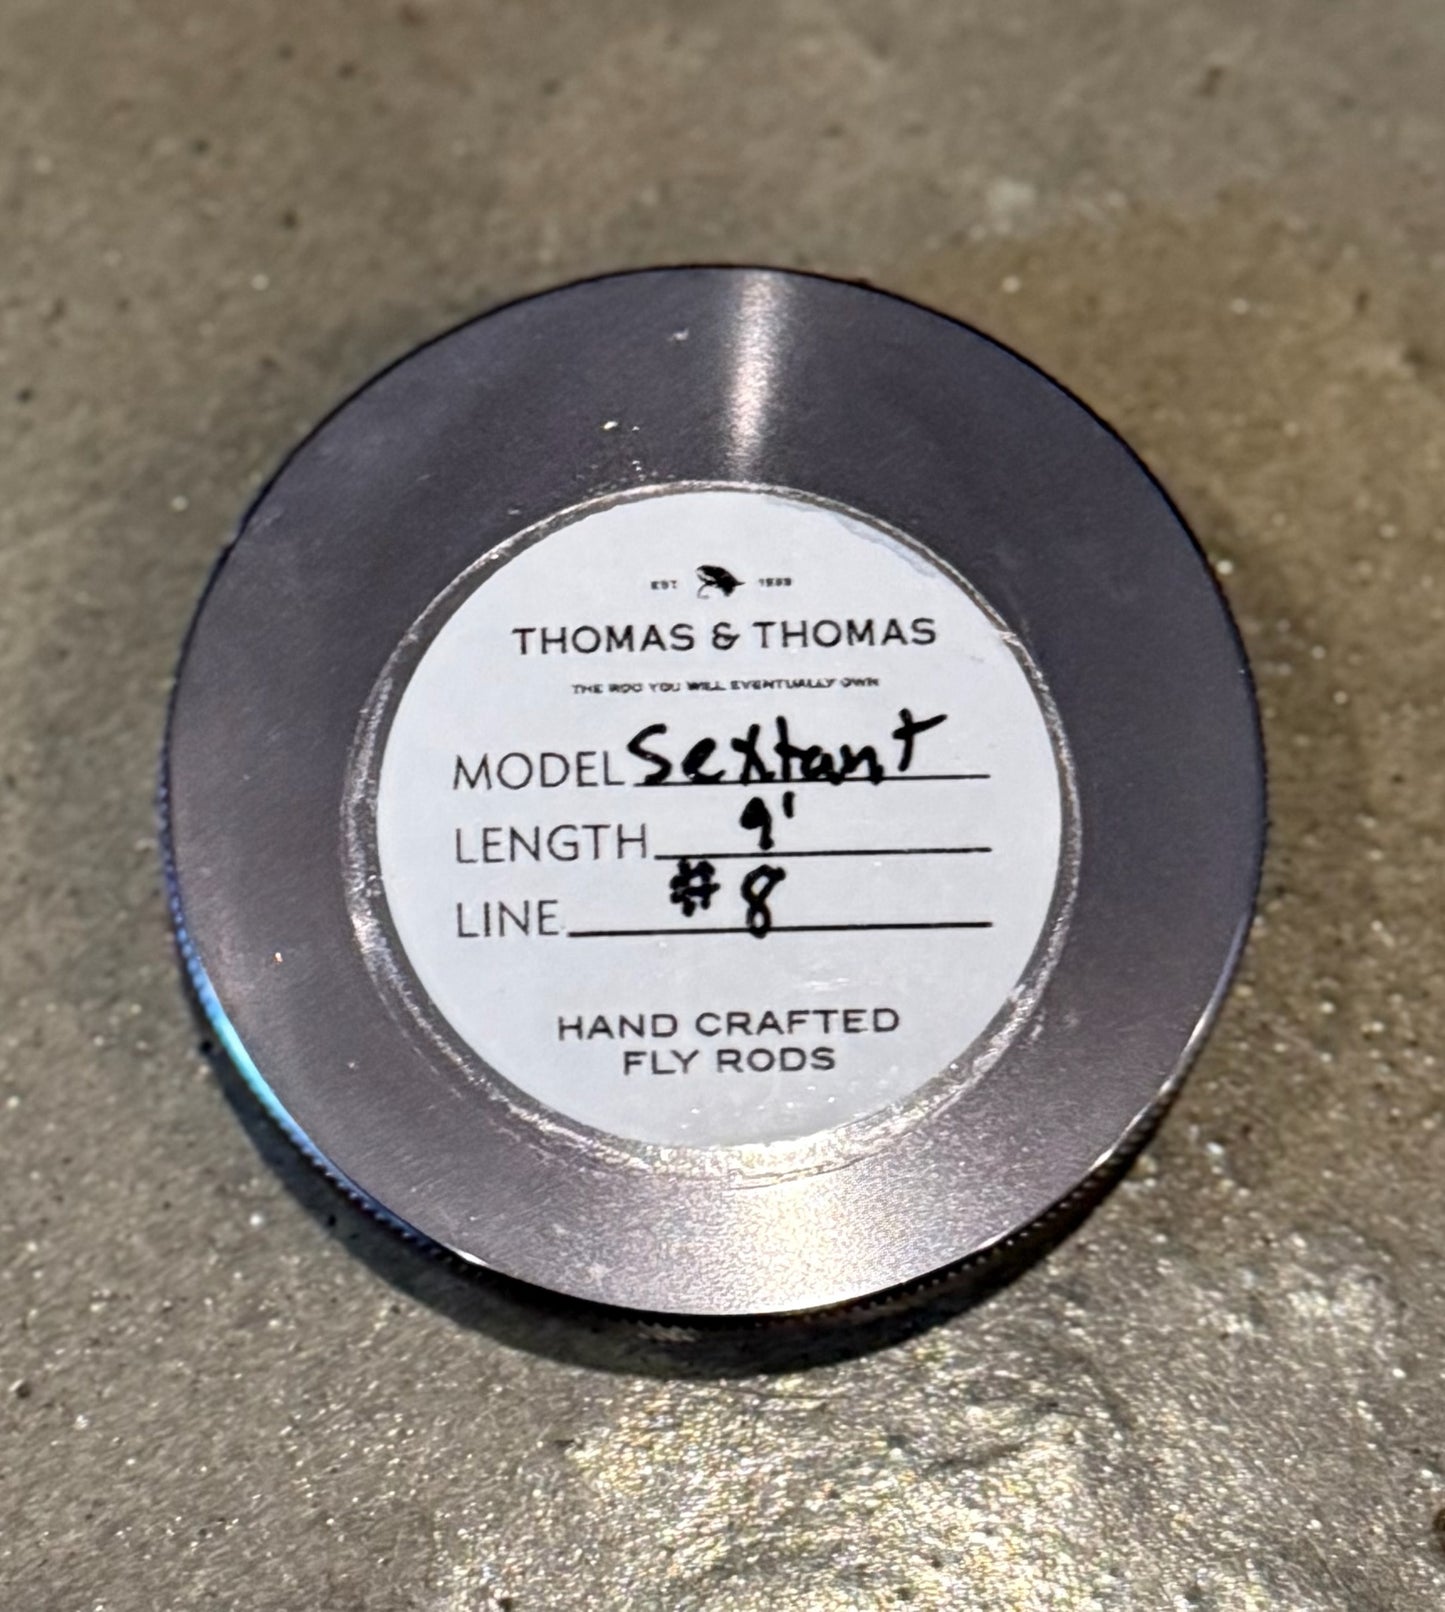 EST 1969
THOMAS & THOMAS
THE ROD YOU WILL EVENTUALLY OWN
MODEL Sextant
LENGTH 9'
LINE #8
HAND CRAFTED
FLY RODS